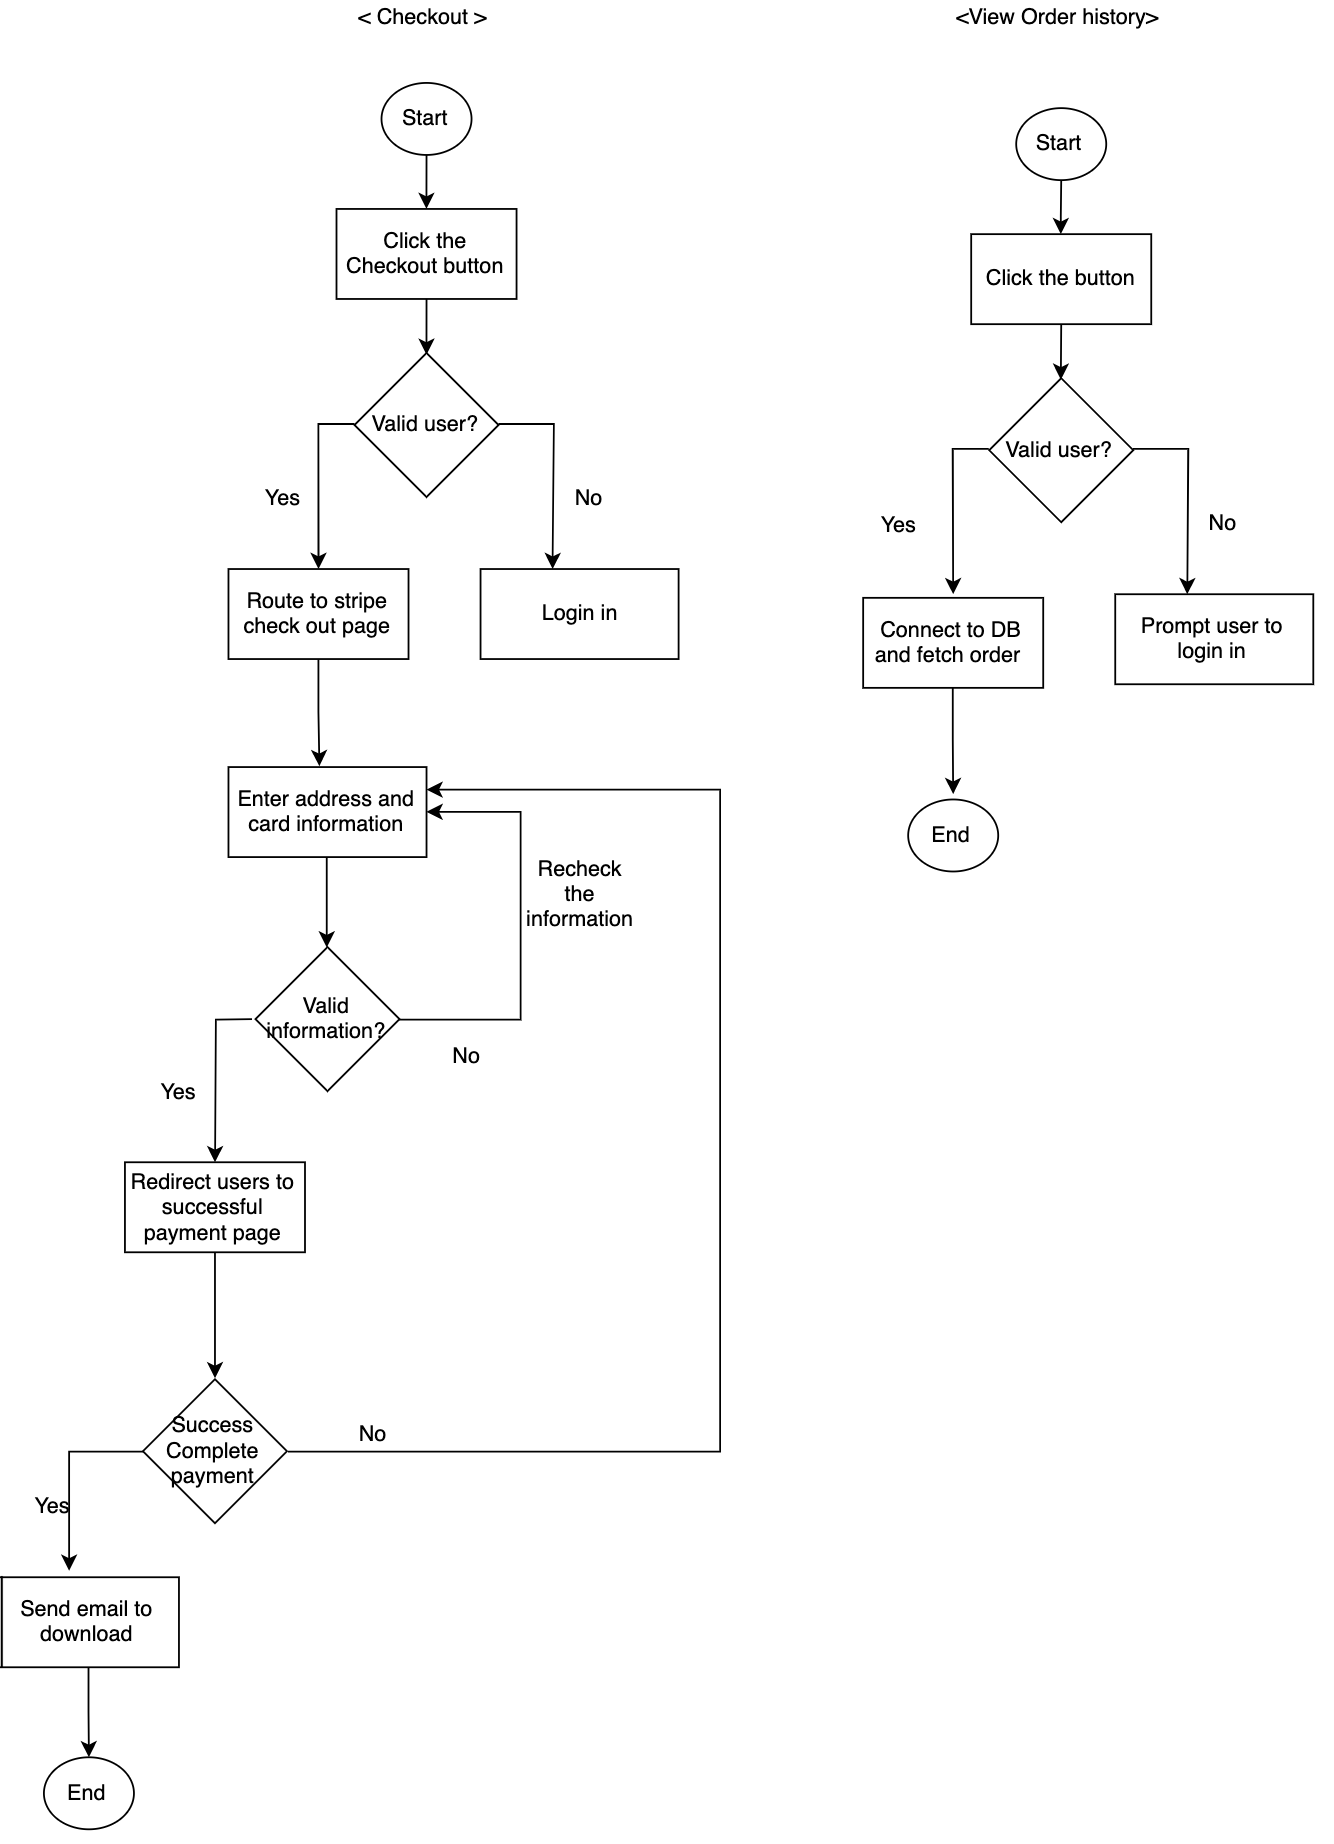 < Checkout >
Start
Click the
Checkout button
Valid user?
Yes
No
Route to stripe
check out page
Login in
Enter address and
card information
Recheck
the
information
Valid
information?
No
Yes
Redirect users to
successful
payment page
Success
Complete
payment
No
Yes
Send email to
download
End
<View Order history>
Start
Click the button
Valid user?
Yes
No
Connect to DB
and fetch order
Prompt user to
login in
End